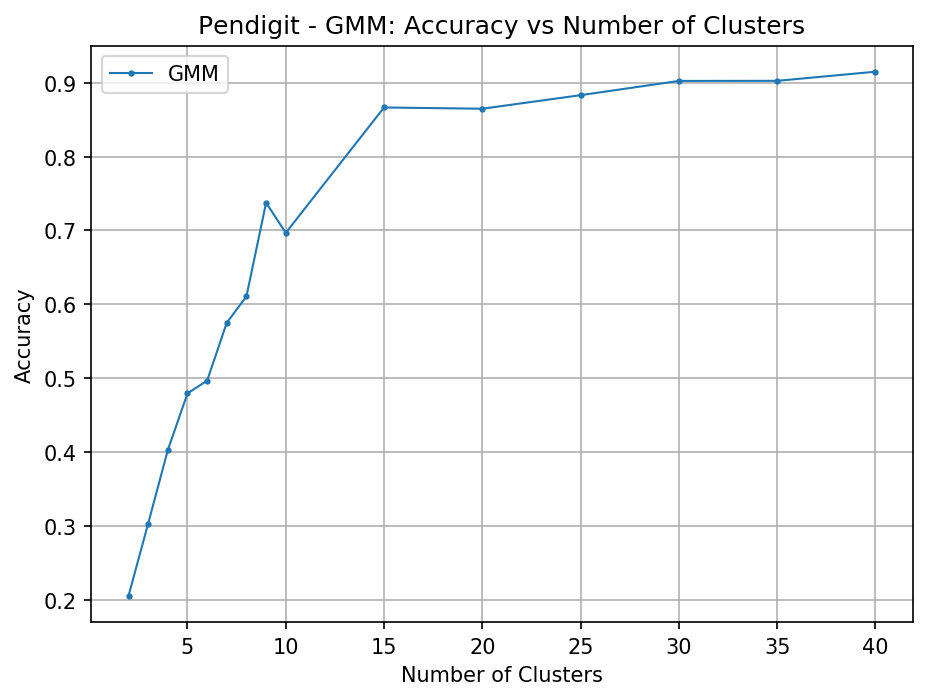 Pendigit - GMM: Accuracy vs Number of Clusters
GMM
0.9
0.8
0.7
0.6
0.5
0.4
0.3
0.2
Accuracy
5 10 15 20 25 30 35 40
Number of Clusters